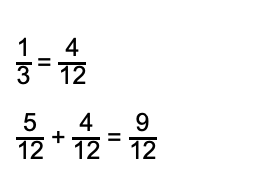 1/3 = 4/12
5/12 + 4/12 = 9/12